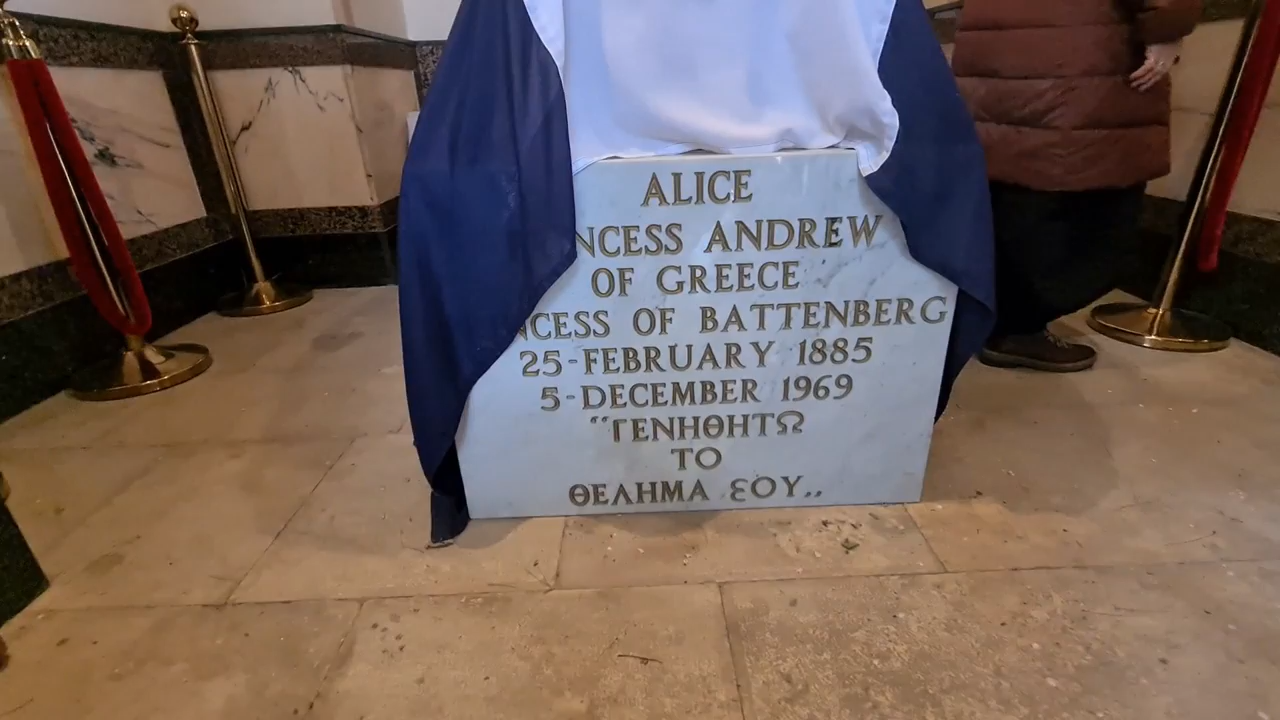 ALICE
NCESS ANDREW
OF GREECE
NCESS OF BATTENBERG
25-FEBRUARY 1885
5-DECEMBER 1969
“ΓΕΝΗΘΗΤΩ
ΤΟ
ΘΕΛΗΜΑ ΣΟΥ„